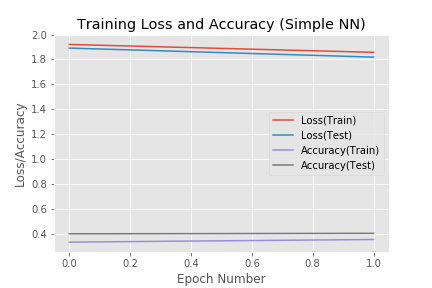 Training Loss and Accuracy (Simple NN)
2.0
1.8
1.6
1.4
1.2
1.0
0.8
0.6
0.4
Loss/Accuracy
Loss(Train)
Loss(Test)
Accuracy(Train)
Accuracy(Test)
0.0 0.2 0.4 0.6 0.8 1.0
Epoch Number